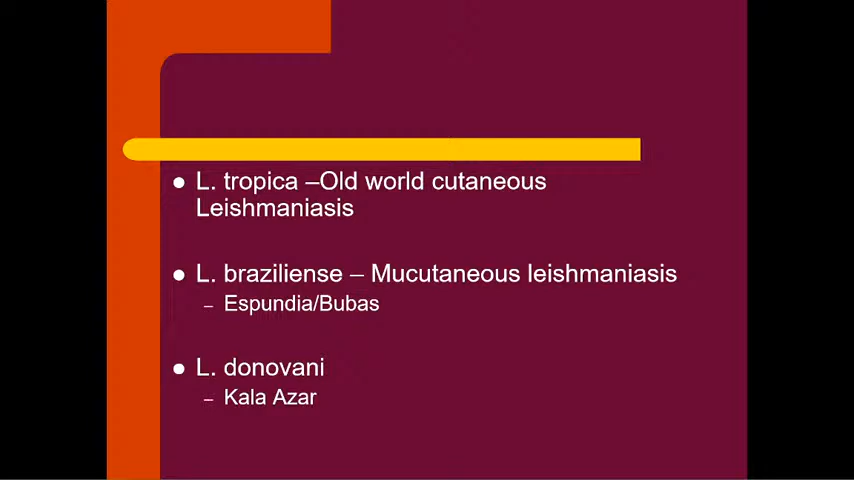 ● L. tropica –Old world cutaneous
Leishmaniasis
● L. braziliense – Mucutaneous leishmaniasis
– Espundia/Bubas
● L. donovani
– Kala Azar